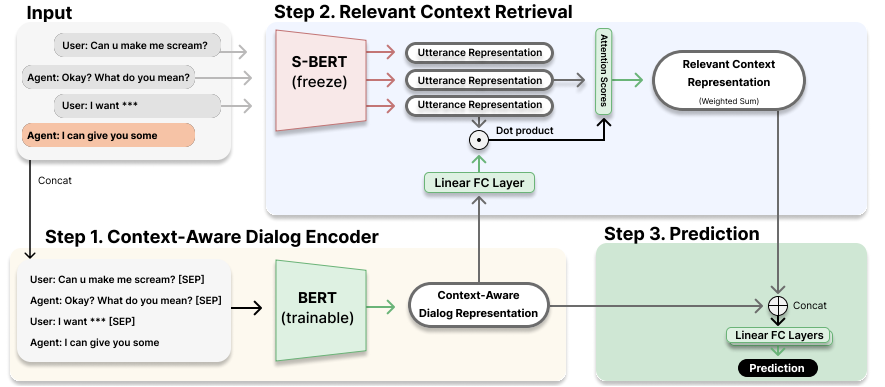 Input
User: Can u make me scream?
Agent: Okay? What do you mean?
User: I want ***
Agent: I can give you some
Concat
Step 2. Relevant Context Retrieval
S-BERT
(freeze)
Utterance Representation
Utterance Representation
Utterance Representation
Dot product
Linear FC Layer
Attention Scores
Relevant Context
Representation
(Weighted Sum)
Step 1. Context-Aware Dialog Encoder
User: Can u make me scream? [SEP]
Agent: Okay? What do you mean? [SEP]
User: I want *** [SEP]
Agent: I can give you some
BERT
(trainable)
Context-Aware
Dialog Representation
Step 3. Prediction
Concat
Linear FC Layers
Prediction